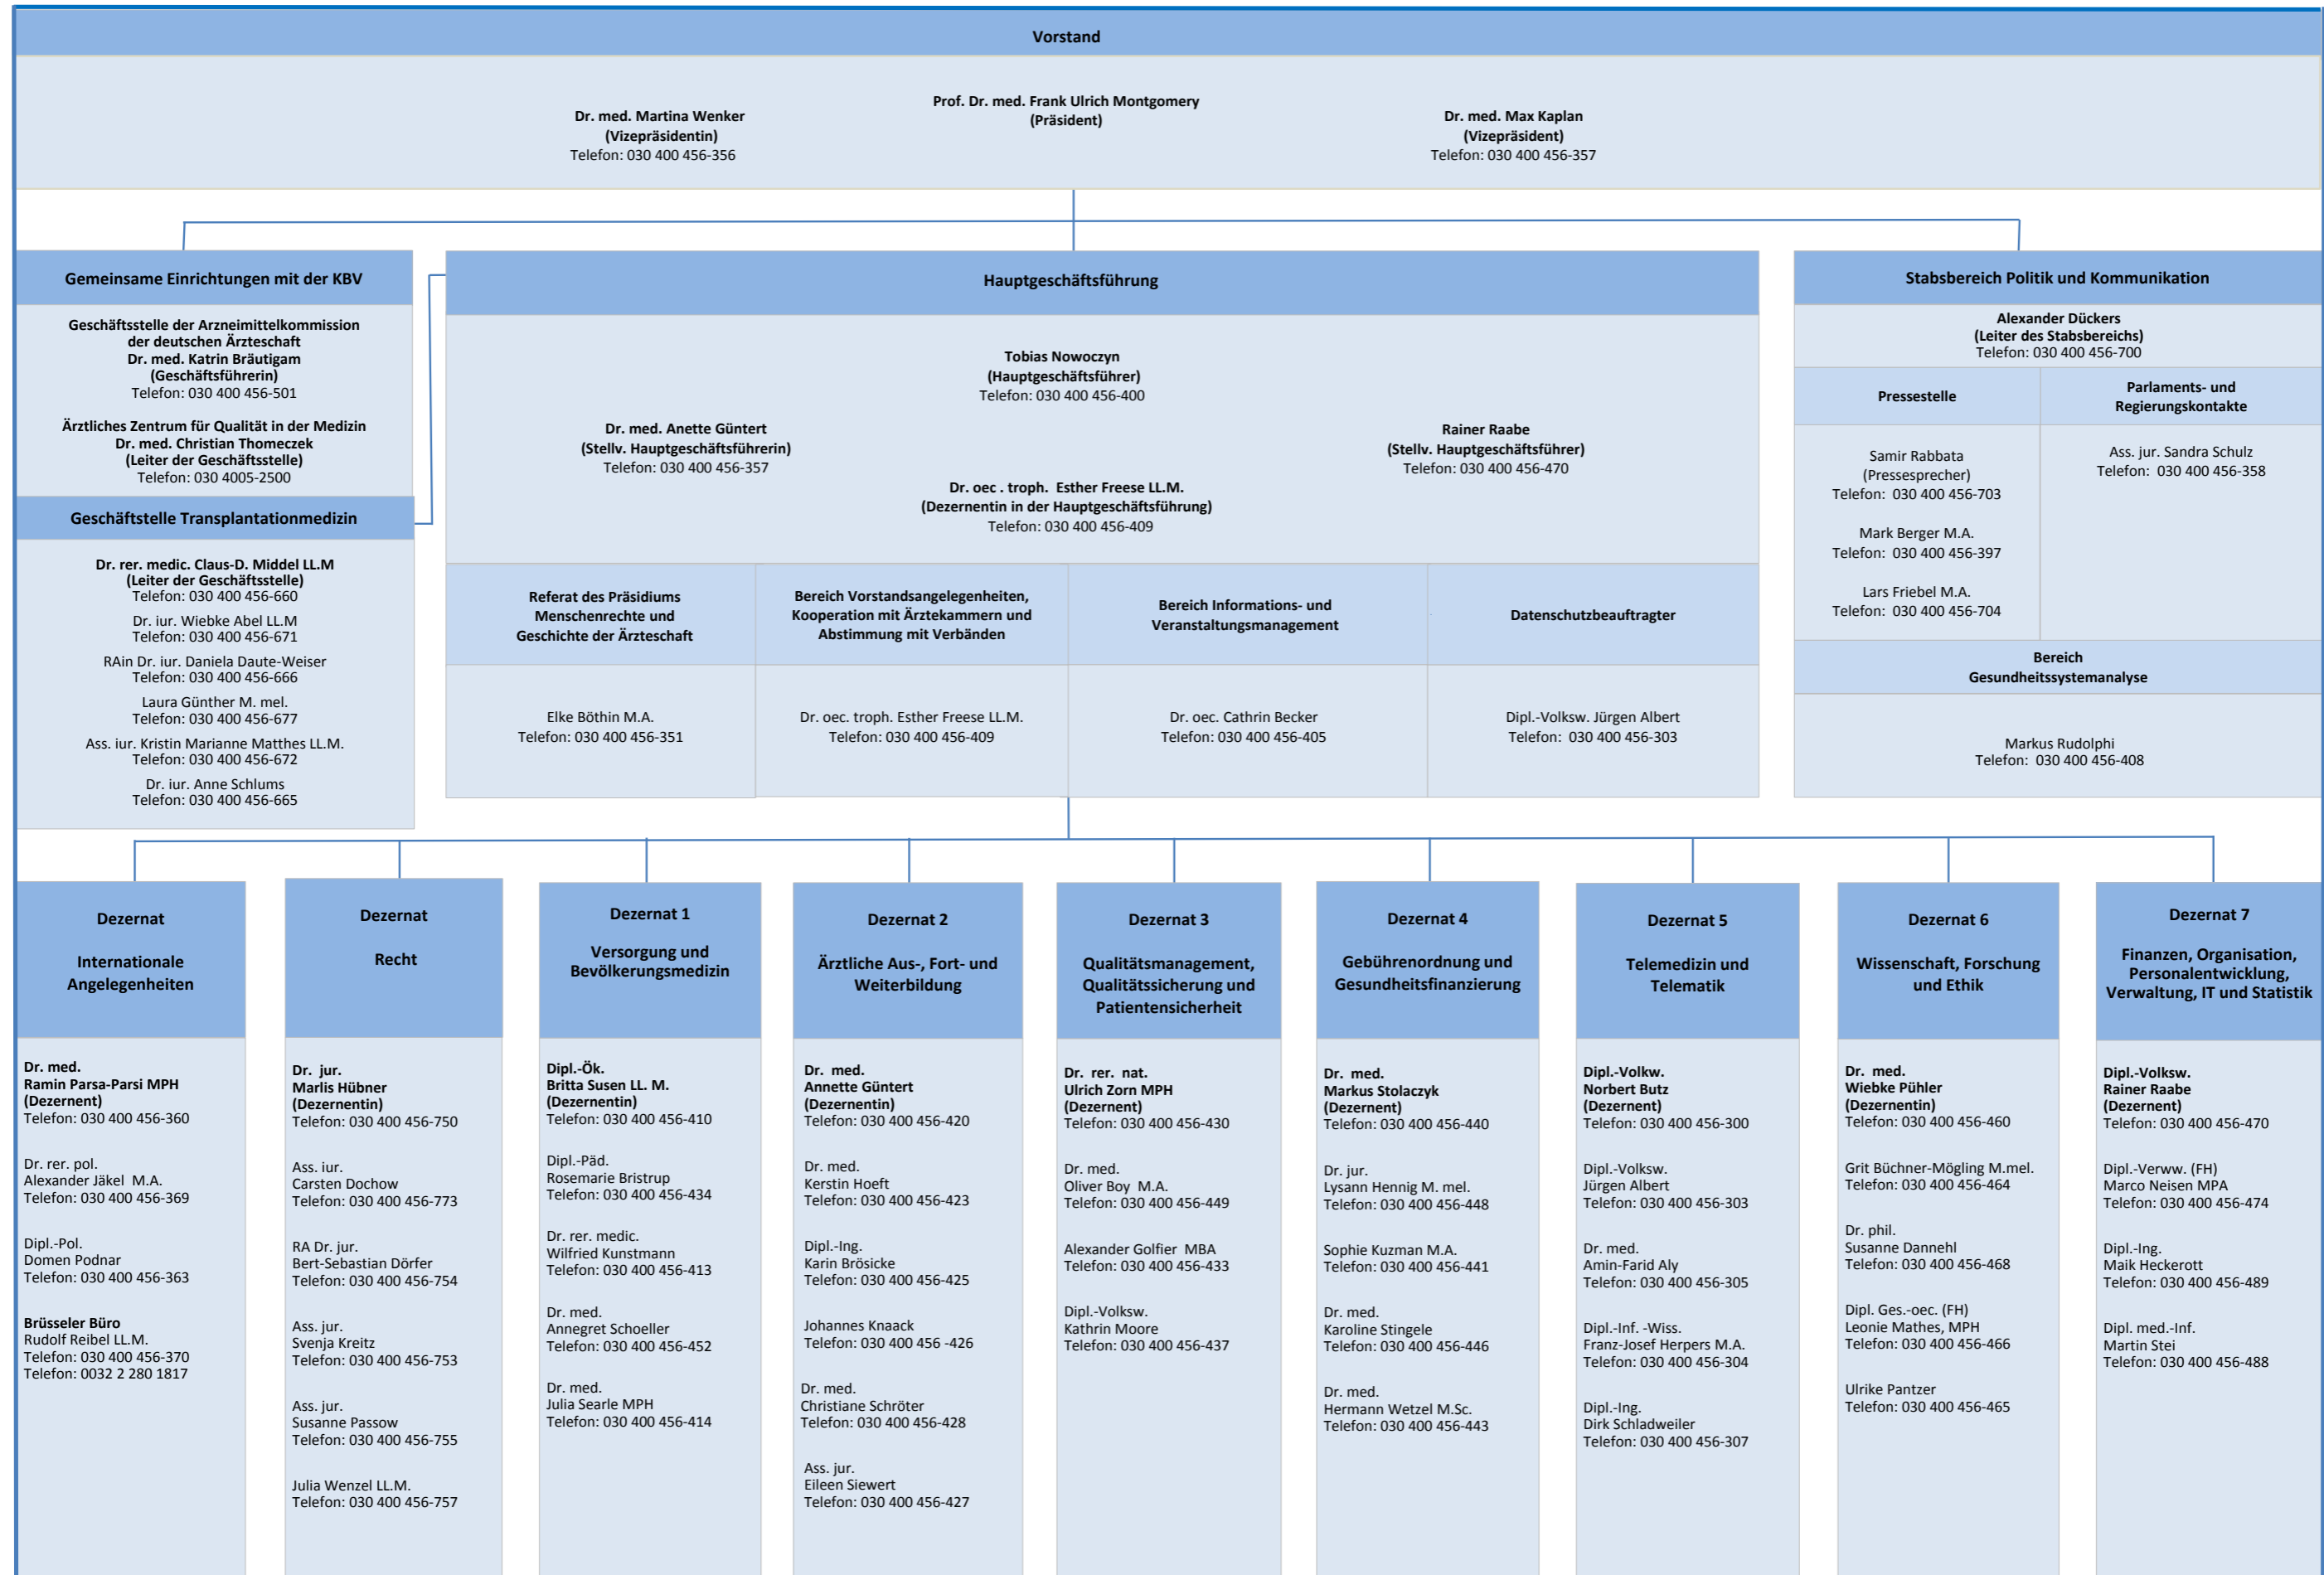 Vorstand
Prof. Dr. med. Frank Ulrich Montgomery
(Präsident)
Dr. med. Martina Wenker
(Vizepräsidentin)
Telefon: 030 400 456-356
Dr. med. Max Kaplan
(Vizepräsident)
Telefon: 030 400 456-357
Gemeinsame Einrichtungen mit der KBV
Geschäftsstelle der Arzneimittelkommission
der deutschen Ärzteschaft
Dr. med. Katrin Bräutigam
(Geschäftsführerin)
Telefon: 030 400 456-501
Ärztliches Zentrum für Qualität in der Medizin
Dr. med. Christian Thomeczek
(Leiter der Geschäftsstelle)
Telefon: 030 4005-2500
Geschäftstelle Transplantationmedizin
Dr. rer. medic. Claus-D. Middel LL.M
(Leiter der Geschäftsstelle)
Telefon: 030 400 456-660
Dr. iur. Wiebke Abel LL.M
Telefon: 030 400 456-671
RAin Dr. iur. Daniela Daute-Weiser
Telefon: 030 400 456-666
Laura Günther M. mel.
Telefon: 030 400 456-677
Ass. iur. Kristin Marianne Matthes LL.M.
Telefon: 030 400 456-672
Dr. iur. Anne Schlums
Telefon: 030 400 456-665
Hauptgeschäftsführung
Tobias Nowoczyn
(Hauptgeschäftsführer)
Telefon: 030 400 456-400
Dr. med. Anette Güntert
(Stellv. Hauptgeschäftsführerin)
Telefon: 030 400 456-357
Rainer Raabe
(Stellv. Hauptgeschäftsführer)
Telefon: 030 400 456-470
Dr. oec . troph.  Esther Freese LL.M.
(Dezernentin in der Hauptgeschäftsführung)
Telefon: 030 400 456-409
Referat des Präsidiums
Menschenrechte und
Geschichte der Ärzteschaft
Elke Böthin M.A.
Telefon: 030 400 456-351
Bereich Vorstandsangelegenheiten,
Kooperation mit Ärztekammern und
Abstimmung mit Verbänden
Dr. oec. troph. Esther Freese LL.M.
Telefon: 030 400 456-409
Bereich Informations- und
Veranstaltungsmanagement
Dr. oec. Cathrin Becker
Telefon: 030 400 456-405
Datenschutzbeauftragter
Dipl.-Volksw. Jürgen Albert
Telefon:  030 400 456-303
Stabsbereich Politik und Kommunikation
Alexander Dückers
(Leiter des Stabsbereichs)
Telefon: 030 400 456-700
Pressestelle
Samir Rabbata
(Pressesprecher)
Telefon:  030 400 456-703
Mark Berger M.A.
Telefon:  030 400 456-397
Lars Friebel M.A.
Telefon:  030 400 456-704
Parlaments- und
Regierungskontakte
Ass. jur. Sandra Schulz
Telefon:  030 400 456-358
Bereich
Gesundheitssystemanalyse
Markus Rudolphi
Telefon:  030 400 456-408
Dezernat
Internationale
Angelegenheiten
Dr. med.
Ramin Parsa-Parsi MPH
(Dezernent)
Telefon: 030 400 456-360
Dr. rer. pol.
Alexander Jäkel  M.A.
Telefon: 030 400 456-369
Dipl.-Pol.
Domen Podnar
Telefon: 030 400 456-363
Brüsseler Büro
Rudolf Reibel LL.M.
Telefon: 030 400 456-370
Telefon: 0032 2 280 1817
Dezernat
Recht
Dr.  jur.
Marlis Hübner
(Dezernentin)
Telefon: 030 400 456-750
Ass. iur.
Carsten Dochow
Telefon: 030 400 456-773
RA Dr. jur.
Bert-Sebastian Dörfer
Telefon: 030 400 456-754
Ass. jur.
Svenja Kreitz
Telefon: 030 400 456-753
Ass. jur.
Susanne Passow
Telefon: 030 400 456-755
Julia Wenzel LL.M.
Telefon: 030 400 456-757
Dezernat 1
Versorgung und
Bevölkerungsmedizin
Dipl.-Ök.
Britta Susen LL. M.
(Dezernentin)
Telefon: 030 400 456-410
Dipl.-Päd.
Rosemarie Bristrup
Telefon: 030 400 456-434
Dr. rer. medic.
Wilfried Kunstmann
Telefon: 030 400 456-413
Dr. med.
Annegret Schoeller
Telefon: 030 400 456-452
Dr. med.
Julia Searle MPH
Telefon: 030 400 456-414
Dezernat 2
Ärztliche Aus-, Fort- und
Weiterbildung
Dr.  med.
Annette Güntert
(Dezernentin)
Telefon: 030 400 456-420
Dr. med.
Kerstin Hoeft
Telefon: 030 400 456-423
Dipl.-Ing.
Karin Brösicke
Telefon: 030 400 456-425
Johannes Knaack
Telefon: 030 400 456 -426
Dr. med.
Christiane Schröter
Telefon: 030 400 456-428
Ass. jur.
Eileen Siewert
Telefon: 030 400 456-427
Dezernat 3
Qualitätsmanagement,
Qualitätssicherung und
Patientensicherheit
Dr.  rer.  nat.
Ulrich Zorn MPH
(Dezernent)
Telefon: 030 400 456-430
Dr. med.
Oliver Boy  M.A.
Telefon: 030 400 456-449
Alexander Golfier  MBA
Telefon: 030 400 456-433
Dipl.-Volksw.
Kathrin Moore
Telefon: 030 400 456-437
Dezernat 4
Gebührenordnung und
Gesundheitsfinanzierung
Dr.  med.
Markus Stolaczyk
(Dezernent)
Telefon: 030 400 456-440
Dr. jur.
Lysann Hennig M. mel.
Telefon: 030 400 456-448
Sophie Kuzman M.A.
Telefon: 030 400 456-441
Dr. med.
Karoline Stingele
Telefon: 030 400 456-446
Dr. med.
Hermann Wetzel M.Sc.
Telefon: 030 400 456-443
Dezernat 5
Telemedizin und
Telematik
Dipl.-Volkw.
Norbert Butz
(Dezernent)
Telefon: 030 400 456-300
Dipl.-Volksw.
Jürgen Albert
Telefon: 030 400 456-303
Dr. med.
Amin-Farid Aly
Telefon: 030 400 456-305
Dipl.-Inf. -Wiss.
Franz-Josef Herpers M.A.
Telefon: 030 400 456-304
Dipl.-Ing.
Dirk Schladweiler
Telefon: 030 400 456-307
Dezernat 6
Wissenschaft, Forschung
und Ethik
Dr.  med.
Wiebke Pühler
(Dezernentin)
Telefon: 030 400 456-460
Grit Büchner-Mögling M.mel.
Telefon: 030 400 456-464
Dr. phil.
Susanne Dannehl
Telefon: 030 400 456-468
Dipl. Ges.-oec. (FH)
Leonie Mathes, MPH
Telefon: 030 400 456-466
Ulrike Pantzer
Telefon: 030 400 456-465
Dezernat 7
Finanzen, Organisation,
Personalentwicklung,
Verwaltung, IT und Statistik
Dipl.-Volksw.
Rainer Raabe
(Dezernent)
Telefon: 030 400 456-470
Dipl.-Verww. (FH)
Marco Neisen MPA
Telefon: 030 400 456-474
Dipl.-Ing.
Maik Heckerott
Telefon: 030 400 456-489
Dipl. med.-Inf.
Martin Stei
Telefon: 030 400 456-488